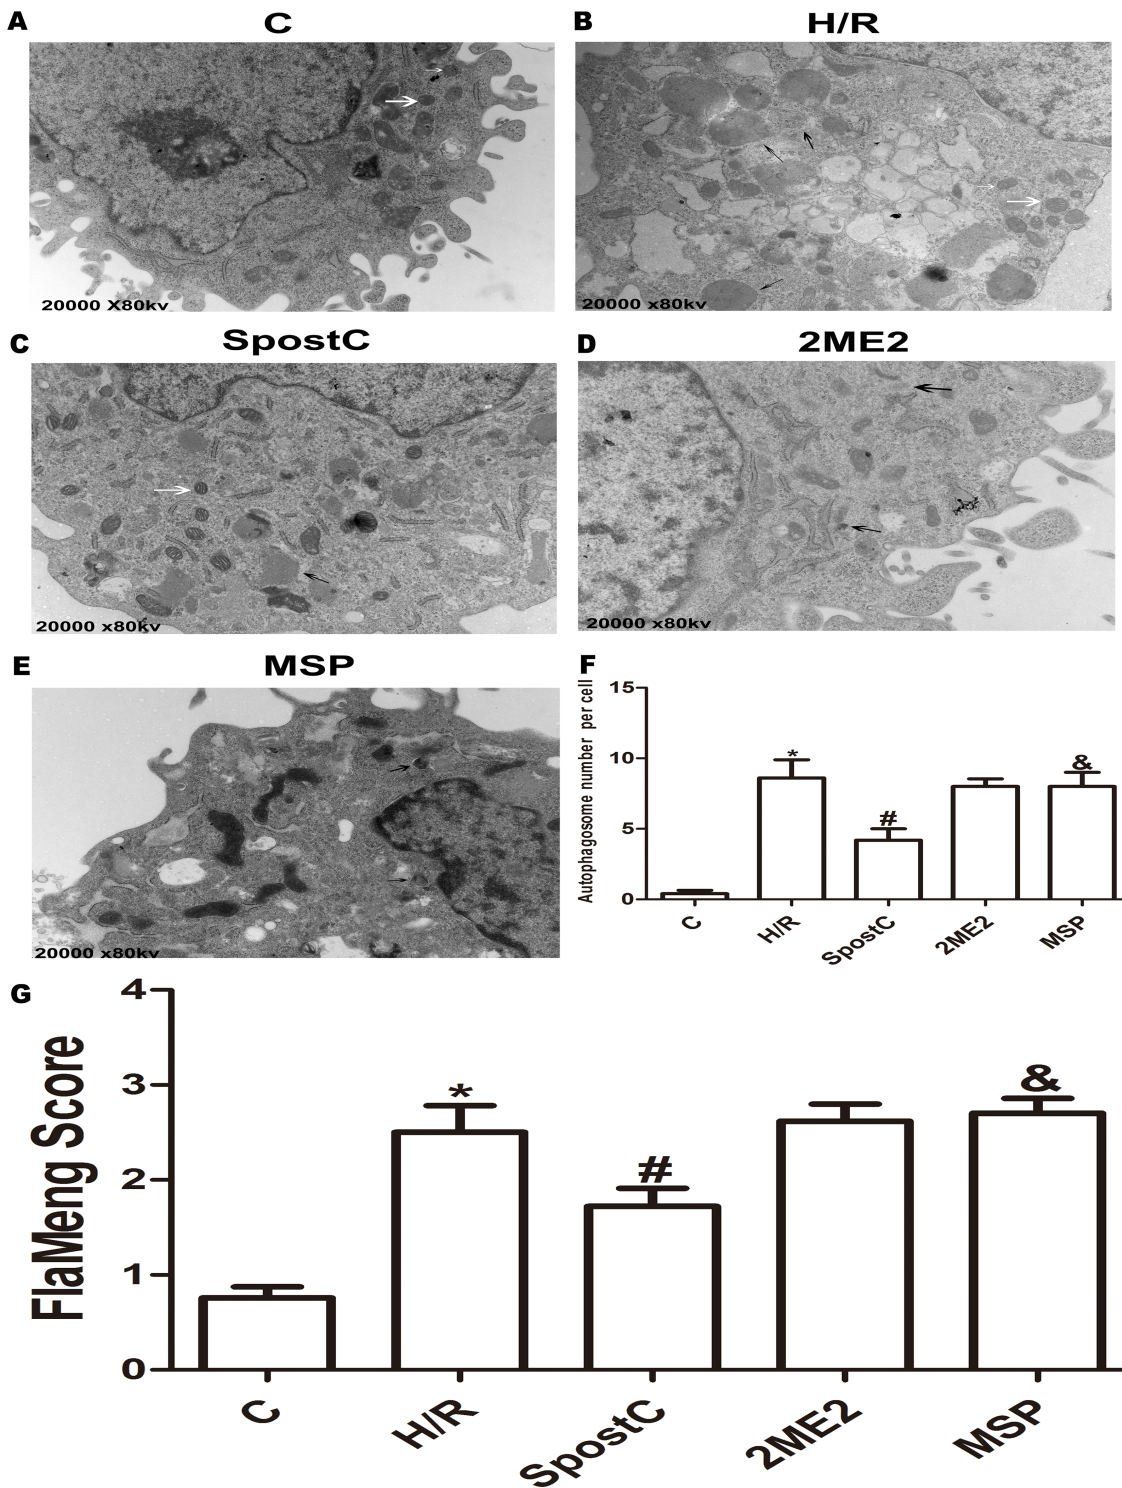 A C
B H/R
20000 X80kv
20000 x80kv
C SpostC
D 2ME2
20000 x80kv
20000 x80kv
E MSP
20000 x80kv
F
Autophagosome number per cell
15
10
5
0
*
#
&
C
H/R
SpostC
2ME2
MSP
G
FlaMeng Score
4
3
2
1
0
*
#
&
C
H/R
SpostC
2ME2
MSP